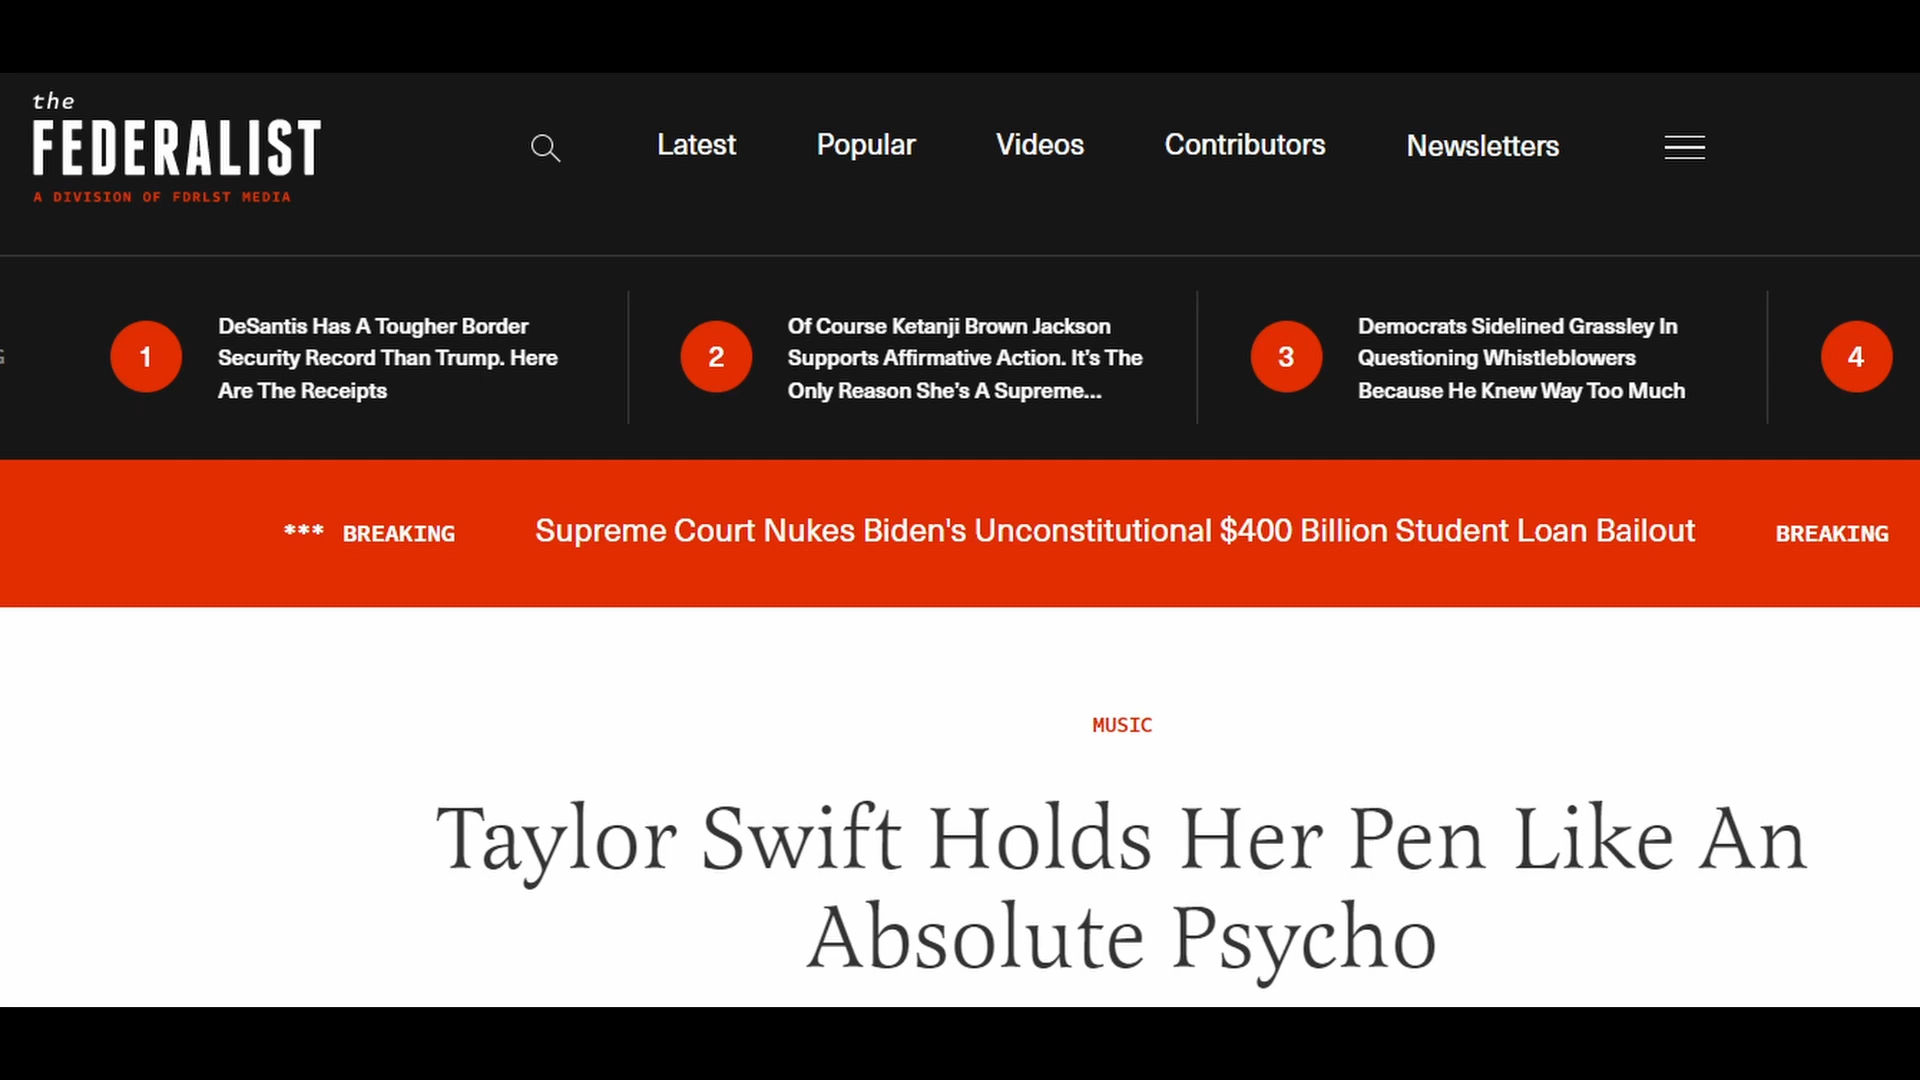 the
FEDERALIST
A DIVISION OF FDRLST MEDIA
Latest
Popular
Videos
Contributors
Newsletters
1
DeSantis Has A Tougher Border
Security Record Than Trump. Here
Are The Receipts
2
Of Course Ketanji Brown Jackson
Supports Affirmative Action. It’s The
Only Reason She’s A Supreme...
3
Democrats Sidelined Grassley In
Questioning Whistleblowers
Because He Knew Way Too Much
4
*** BREAKING
Supreme Court Nukes Biden's Unconstitutional $400 Billion Student Loan Bailout
BREAKING
MUSIC
Taylor Swift Holds Her Pen Like An
Absolute Psycho